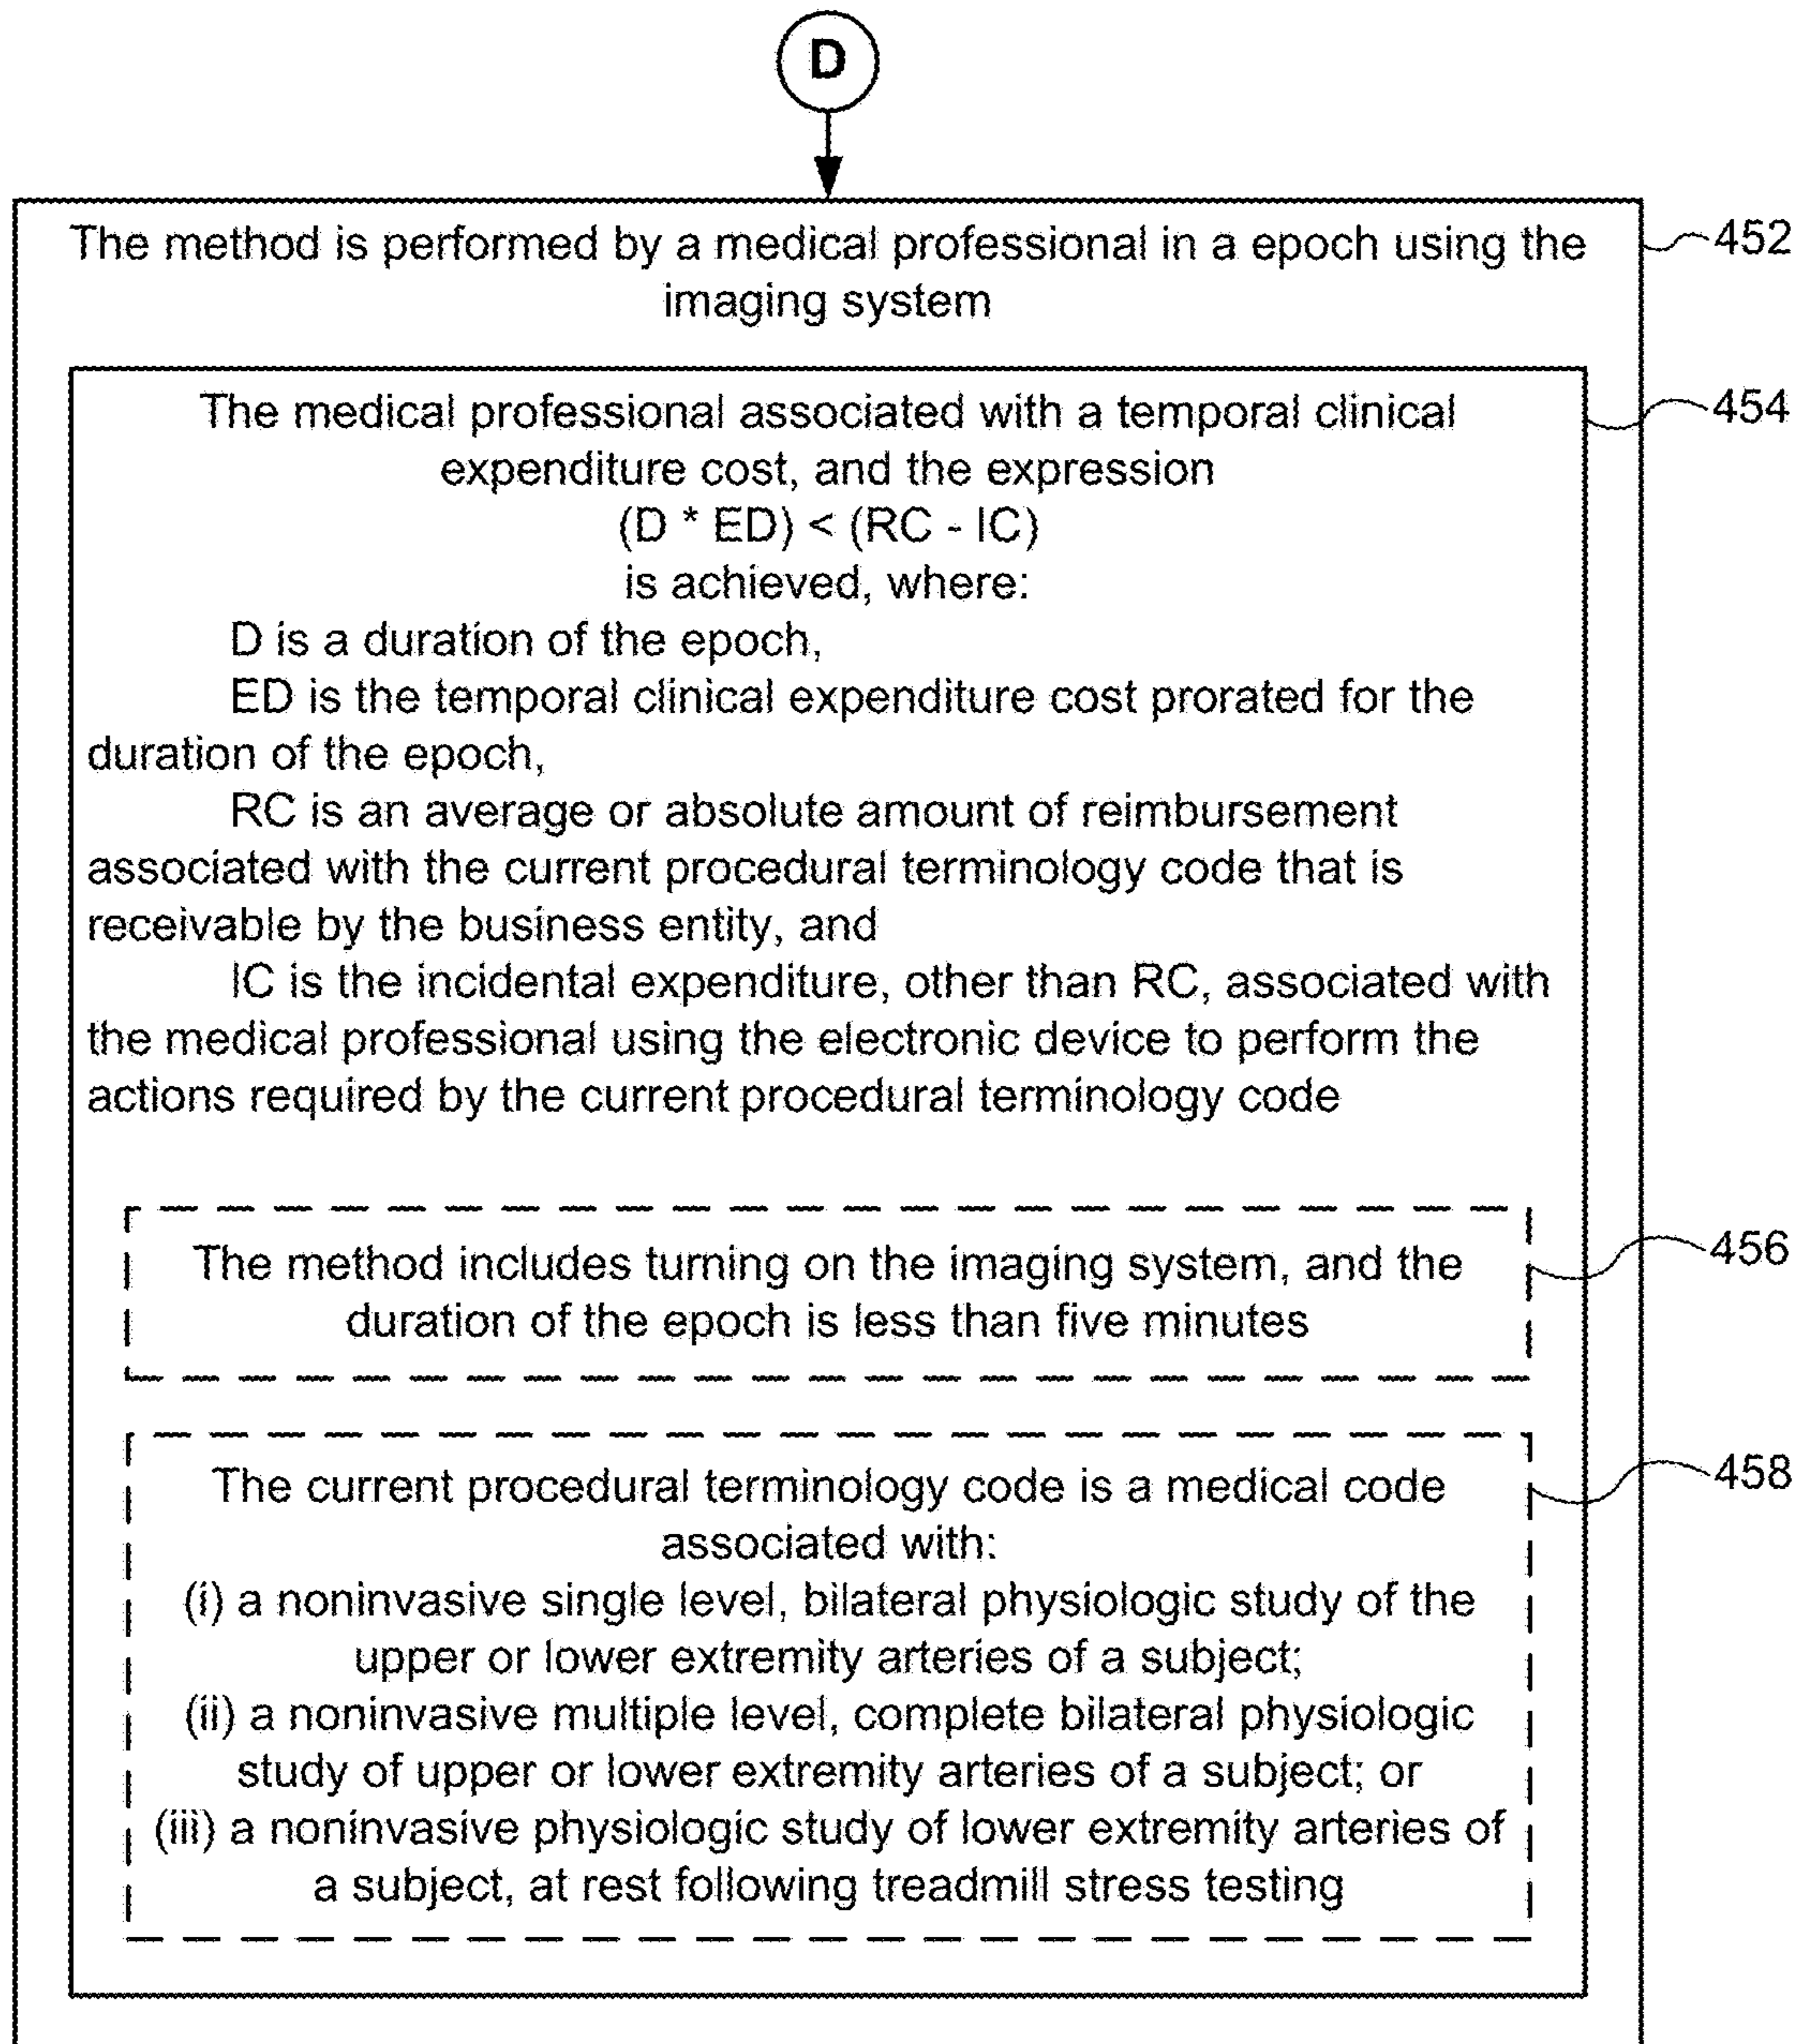 D
The method is performed by a medical professional in a epoch using the
imaging system
452
The medical professional associated with a temporal clinical
expenditure cost, and the expression
(D * ED) < (RC - IC)
is achieved, where:
D is a duration of the epoch,
ED is the temporal clinical expenditure cost prorated for the
duration of the epoch,
RC is an average or absolute amount of reimbursement
associated with the current procedural terminology code that is
receivable by the business entity, and
IC is the incidental expenditure, other than RC, associated with
the medical professional using the electronic device to perform the
actions required by the current procedural terminology code
454
The method includes turning on the imaging system, and the
duration of the epoch is less than five minutes
456
The current procedural terminology code is a medical code
associated with:
(i) a noninvasive single level, bilateral physiologic study of the
upper or lower extremity arteries of a subject;
(ii) a noninvasive multiple level, complete bilateral physiologic
study of upper or lower extremity arteries of a subject; or
(iii) a noninvasive physiologic study of lower extremity arteries of
a subject, at rest following treadmill stress testing
458